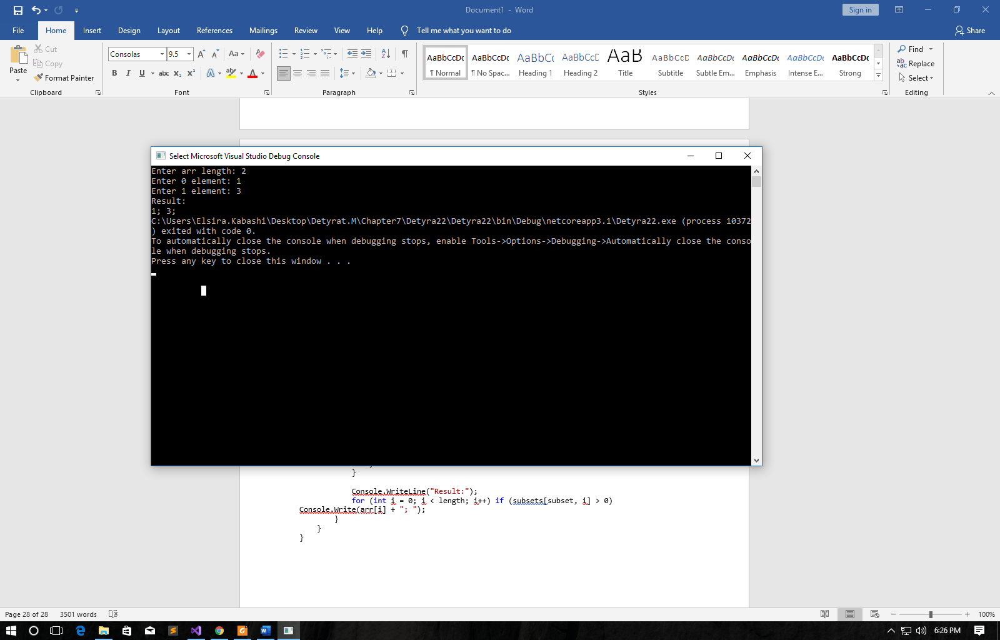 Document1 - Word
Sign in
File Home Insert Design Layout References Mailings Review View Help Tell me what you want to do Share
Paste
Cut
Copy
Format Painter
Clipboard
Consolas 9.5
Font
Paragraph
AaBbCcDc AaBbCcDc AaBbCc AaBbCcD AaB AaBbCcD AaBbCcDc AaBbCcDc AaBbCcDc AaBbCcDc
¶ Normal ¶ No Spac... Heading 1 Heading 2 Title Subtitle Subtle Em... Emphasis Intense E... Strong
Styles
Find
Replace
Select
Editing
Select Microsoft Visual Studio Debug Console
Enter arr length: 2
Enter 0 element: 1
Enter 1 element: 3
Result:
1; 3;
C:\Users\Elsira.Kabashi\Desktop\Detyrat.M\Chapter7\Detyra22\Detyra22\bin\Debug\netcoreapp3.1\Detyra22.exe (process 10372
) exited with code 0.
To automatically close the console when debugging stops, enable Tools->Options->Debugging->Automatically close the conso
le when debugging stops.
Press any key to close this window . . .
}
Console.WriteLine("Result:");
for (int i = 0; i < length; i++) if (subsets[subset, i] > 0)
Console.Write(arr[i] + "; ");
}
}
}
Page 28 of 28 3501 words 100%
6:26 PM